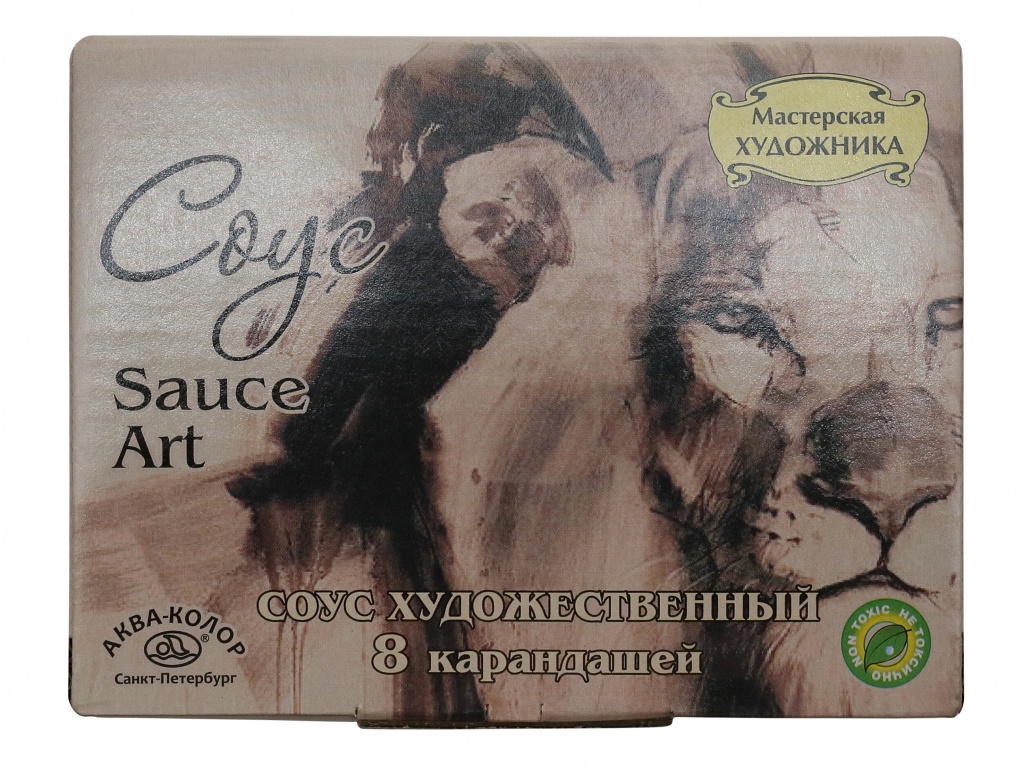 Мастерская
ХУДОЖНИКА
Соус
Sauce
Art
СОУС ХУДОЖЕСТВЕННЫЙ
8 карандашей
АКВА-КОЛОР
®
Санкт-Петербург
NON TOXIC НЕ ТОКСИЧНО